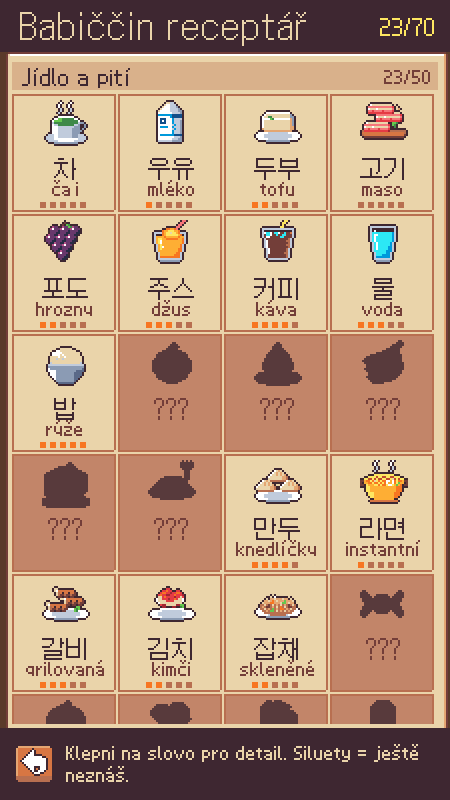 Babiččin receptář 23/70
Jídlo a pití 23/50
차 우유 두부 고기
čai mléko tofu maso
포도 주스 커피 물
hrozny džus káva voda
밥 ??? ??? ???
rýže
??? ??? 만두 라면
knedlíčky instantní
갈비 김치 잡채 ???
grilovaná kimči skleněné
Klepni na slovo pro detail. Siluety = ještě
neznáš.